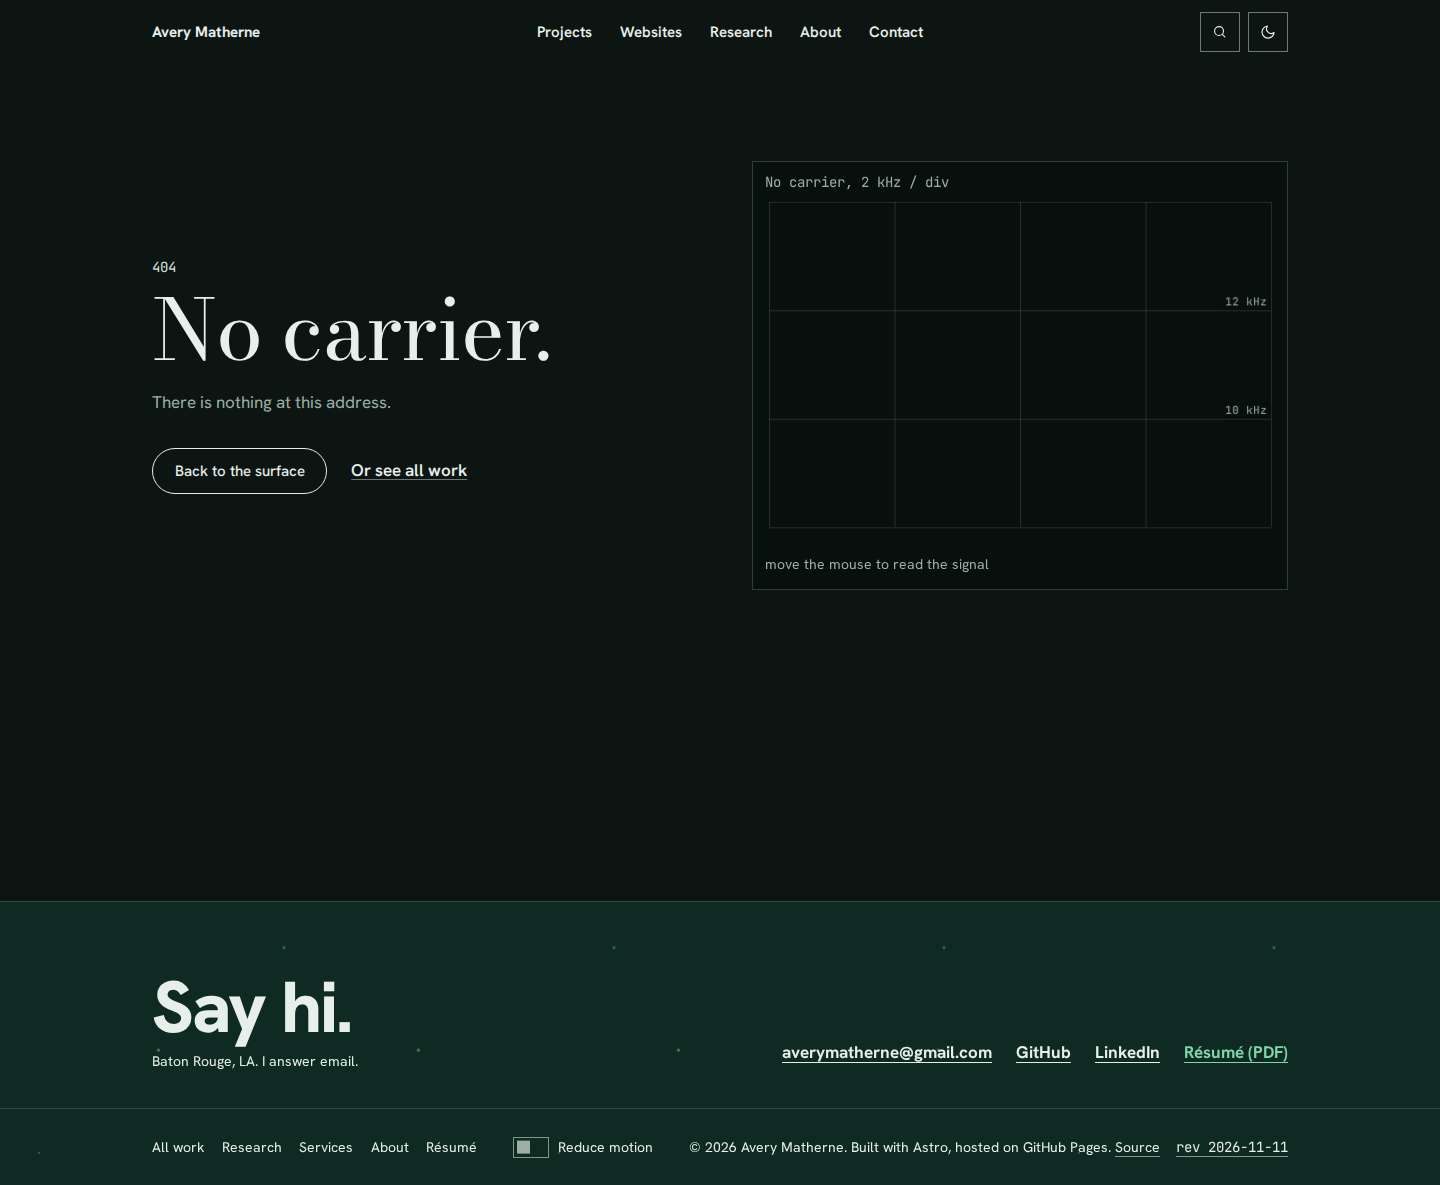 Avery Matherne
Projects
Websites
Research
About
Contact
404
No carrier.
There is nothing at this address.
Back to the surface
Or see all work
No carrier, 2 kHz / div
12 kHz
10 kHz
move the mouse to read the signal
Say hi.
Baton Rouge, LA. I answer email.
averymatherne@gmail.com
GitHub
LinkedIn
Résumé (PDF)
All work
Research
Services
About
Résumé
Reduce motion
© 2026 Avery Matherne. Built with Astro, hosted on GitHub Pages. Source
rev 2026-11-11